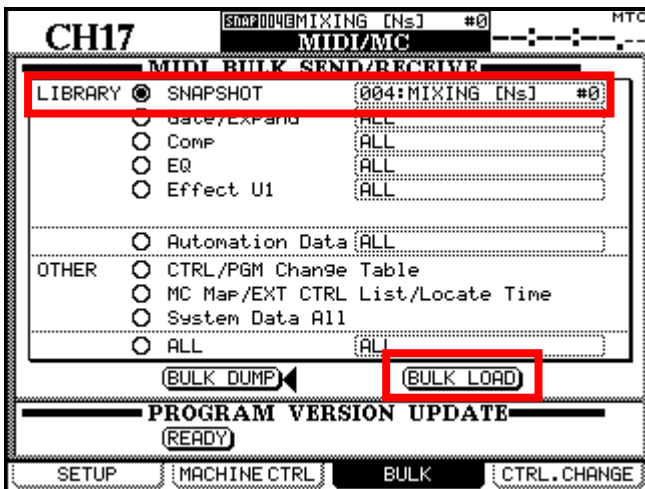 CH17
SNAP004 MIXING [Ns] #0
MIDI/MC
MTC
--:--:--.--
MIDI BULK SEND/RECEIVE
LIBRARY SNAPSHOT 004:MIXING [Ns] #0
Gate/Expand ALL
Comp ALL
EQ ALL
Effect U1 ALL
Automation Data ALL
OTHER CTRL/PGM Change Table
MC Map/EXT CTRL List/Locate Time
System Data All
ALL ALL
BULK DUMP BULK LOAD
PROGRAM VERSION UPDATE
READY
SETUP MACHINE CTRL BULK CTRL.CHANGE